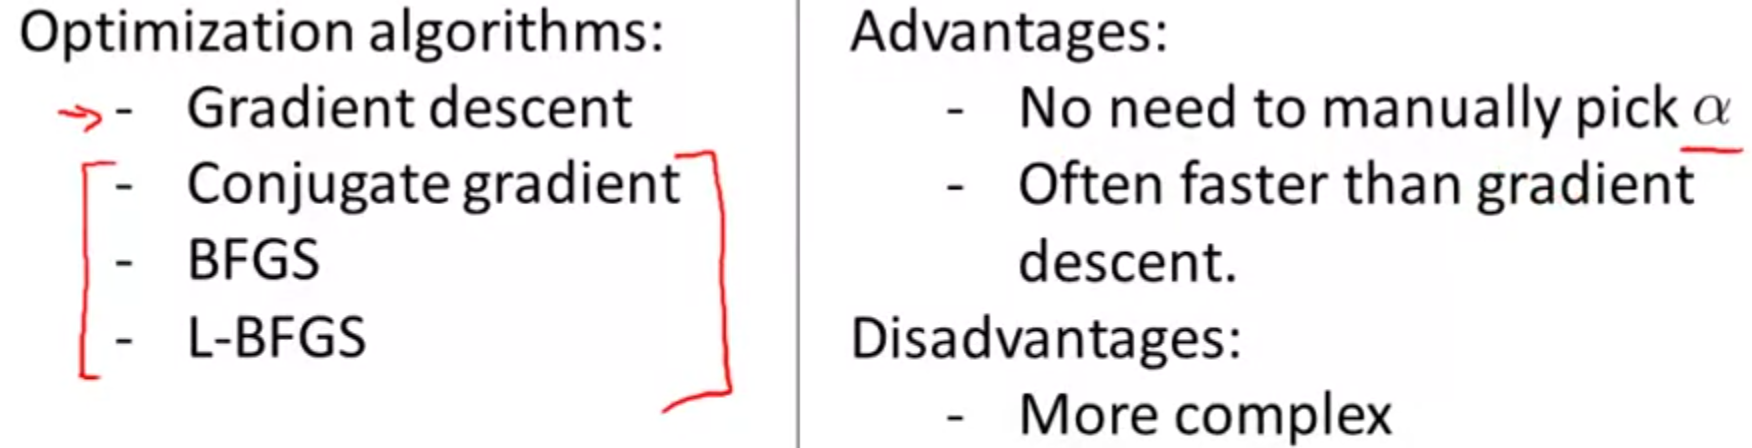 Optimization algorithms:
- Gradient descent
- Conjugate gradient
- BFGS
- L-BFGS
Advantages:
- No need to manually pick α
- Often faster than gradient
descent.
Disadvantages:
- More complex